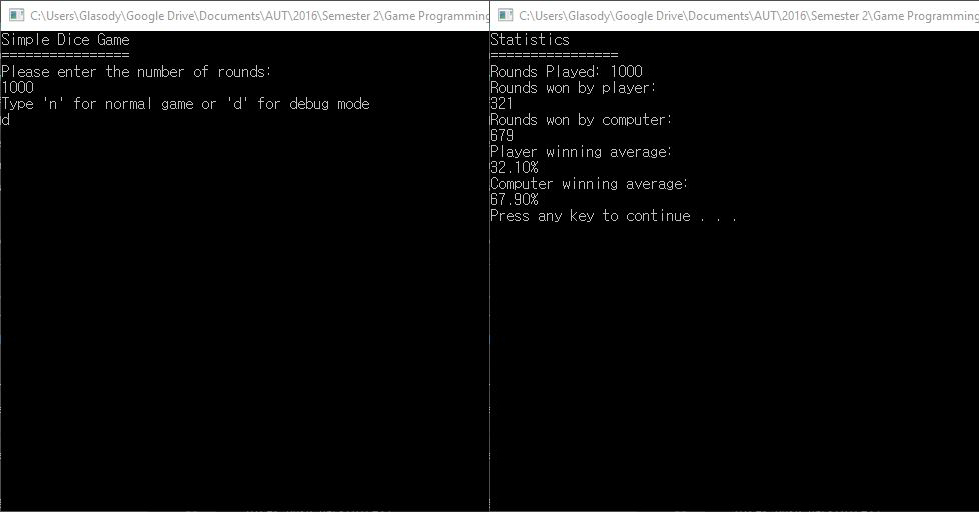 C:\Users\Glasody\Google Drive\Documents\AUT\2016\Semester 2\Game Programming
Simple Dice Game
================
Please enter the number of rounds:
1000
Type 'n' for normal game or 'd' for debug mode
d
C:\Users\Glasody\Google Drive\Documents\AUT\2016\Semester 2\Game Programming
Statistics
================
Rounds Played: 1000
Rounds won by player:
321
Rounds won by computer:
679
Player winning average:
32.10%
Computer winning average:
67.90%
Press any key to continue . . .